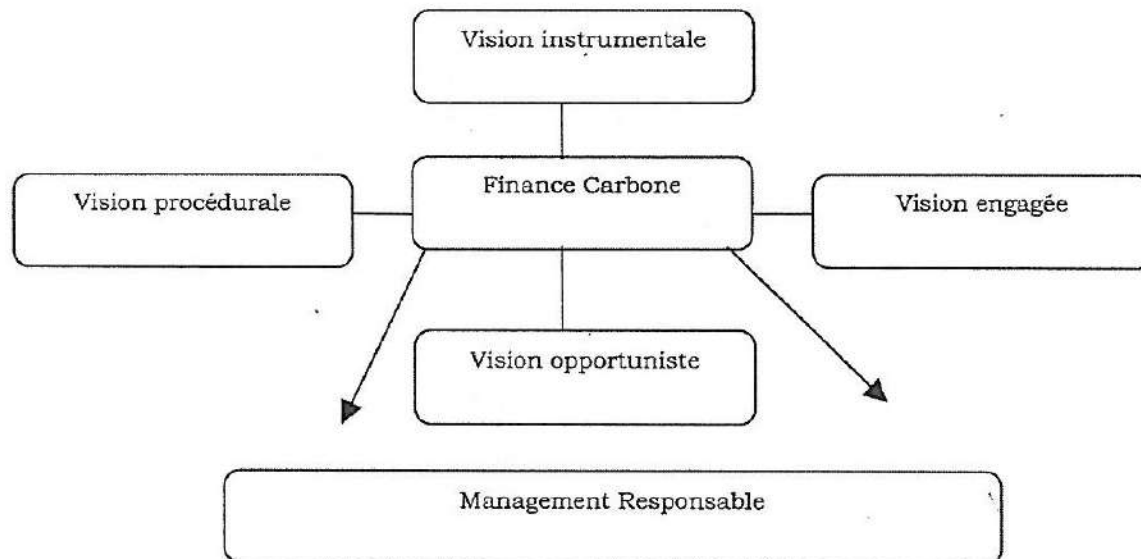 Vision instrumentale
Vision procédurale
Finance Carbone
Vision engagée
Vision opportuniste
Management Responsable